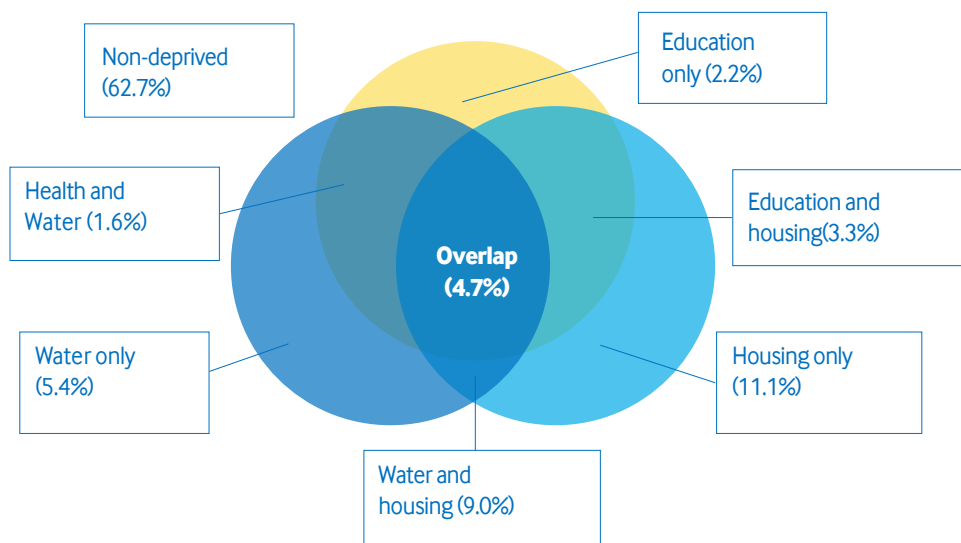 Non-deprived
(62.7%)
Education
only (2.2%)
Health and
Water (1.6%)
Education and
housing(3.3%)
Overlap
(4.7%)
Water only
(5.4%)
Housing only
(11.1%)
Water and
housing (9.0%)